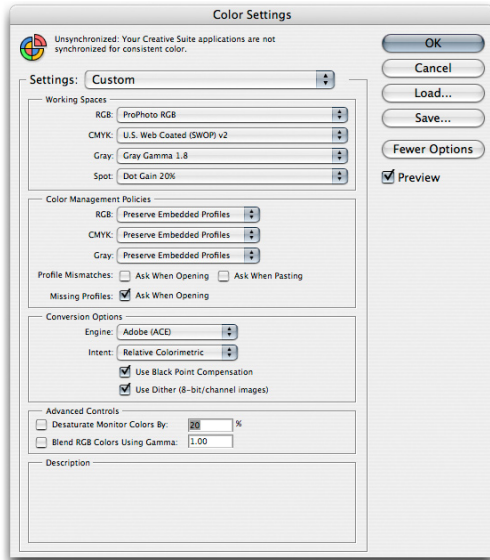 Color Settings
Unsynchronized: Your Creative Suite applications are not
synchronized for consistent color.
OK
Cancel
Load...
Save...
Fewer Options
Preview
Settings: Custom
Working Spaces
RGB: ProPhoto RGB
CMYK: U.S. Web Coated (SWOP) v2
Gray: Gray Gamma 1.8
Spot: Dot Gain 20%
Color Management Policies
RGB: Preserve Embedded Profiles
CMYK: Preserve Embedded Profiles
Gray: Preserve Embedded Profiles
Profile Mismatches: Ask When Opening Ask When Pasting
Missing Profiles: Ask When Opening
Conversion Options
Engine: Adobe (ACE)
Intent: Relative Colorimetric
Use Black Point Compensation
Use Dither (8-bit/channel images)
Advanced Controls
Desaturate Monitor Colors By: 20 %
Blend RGB Colors Using Gamma: 1.00
Description